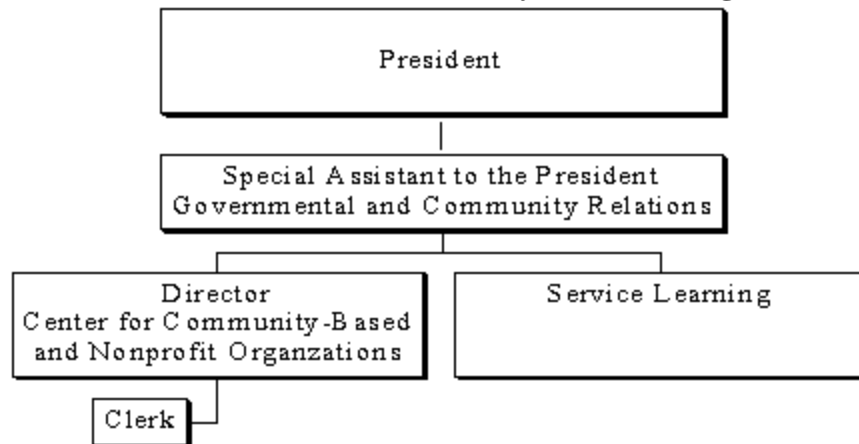 President
Special Assistant to the President
Governmental and Community Relations
Director
Center for Community-Based
and Nonprofit Organzations
Service Learning
Clerk